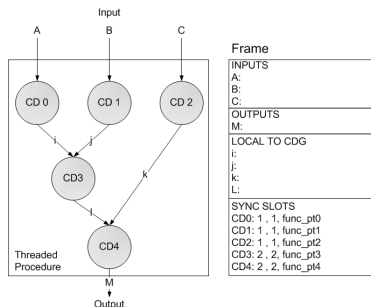 Input
A
B
C
CD 0
CD 1
CD 2
i
j
CD3
k
l
CD4
Threaded
Procedure
M
Output
Frame
INPUTS
A:
B:
C:
OUTPUTS
M:
LOCAL TO CDG
i:
j:
k:
L:
SYNC SLOTS
CD0: 1 , 1, func_pt0
CD1: 1 , 1, func_pt1
CD2: 1 , 1, func_pt2
CD3: 2 , 2, func_pt3
CD4: 2 , 2, func_pt4